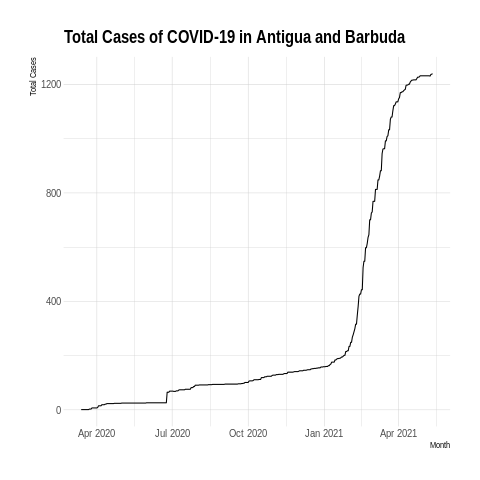 Total Cases of COVID-19 in Antigua and Barbuda
Total Cases
1200
800
400
0
Apr 2020 Jul 2020 Oct 2020 Jan 2021 Apr 2021
Month